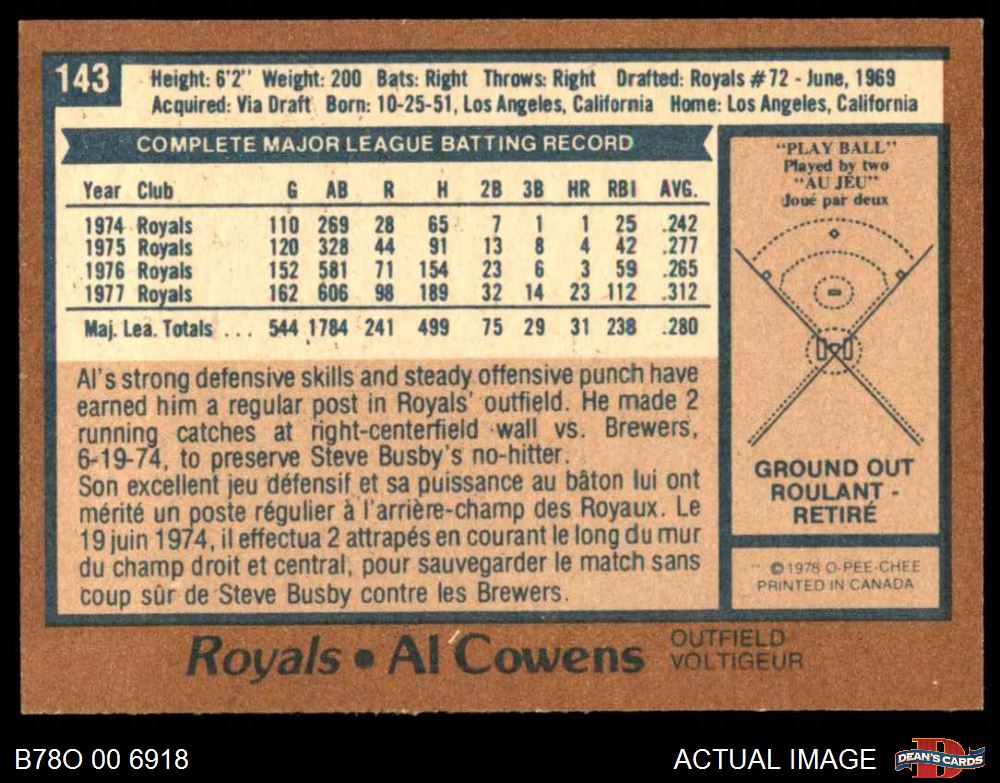 143
Height: 6'2'' Weight: 200 Bats: Right Throws: Right Drafted: Royals #72 - June, 1969
Acquired: Via Draft Born: 10-25-51, Los Angeles, California Home: Los Angeles, California
COMPLETE MAJOR LEAGUE BATTING RECORD
Year Club G AB R H 2B 3B HR RBI AVG.
1974 Royals 110 269 28 65 7 1 1 25 .242
1975 Royals 120 328 44 91 13 8 4 42 .277
1976 Royals 152 581 71 154 23 6 3 59 .265
1977 Royals 162 606 98 189 32 14 23 112 .312
Maj. Lea. Totals ... 544 1784 241 499 75 29 31 238 .280
Al's strong defensive skills and steady offensive punch have
earned him a regular post in Royals' outfield. He made 2
running catches at right-centerfield wall vs. Brewers,
6-19-74, to preserve Steve Busby's no-hitter.
Son excellent jeu défensif et sa puissance au bâton lui ont
mérité un poste régulier à l'arrière-champ des Royaux. Le
19 juin 1974, il effectua 2 attrapés en courant le long du mur
du champ droit et central, pour sauvegarder le match sans
coup sûr de Steve Busby contre les Brewers.
"PLAY BALL"
Played by two
"AU JEU"
Joué par deux
GROUND OUT
ROULANT -
RETIRÉ
** © 1978 O-PEE-CHEE
PRINTED IN CANADA
Royals • Al Cowens
OUTFIELD
VOLTIGEUR
B78O 00 6918
ACTUAL IMAGE
D
DEAN'S CARDS